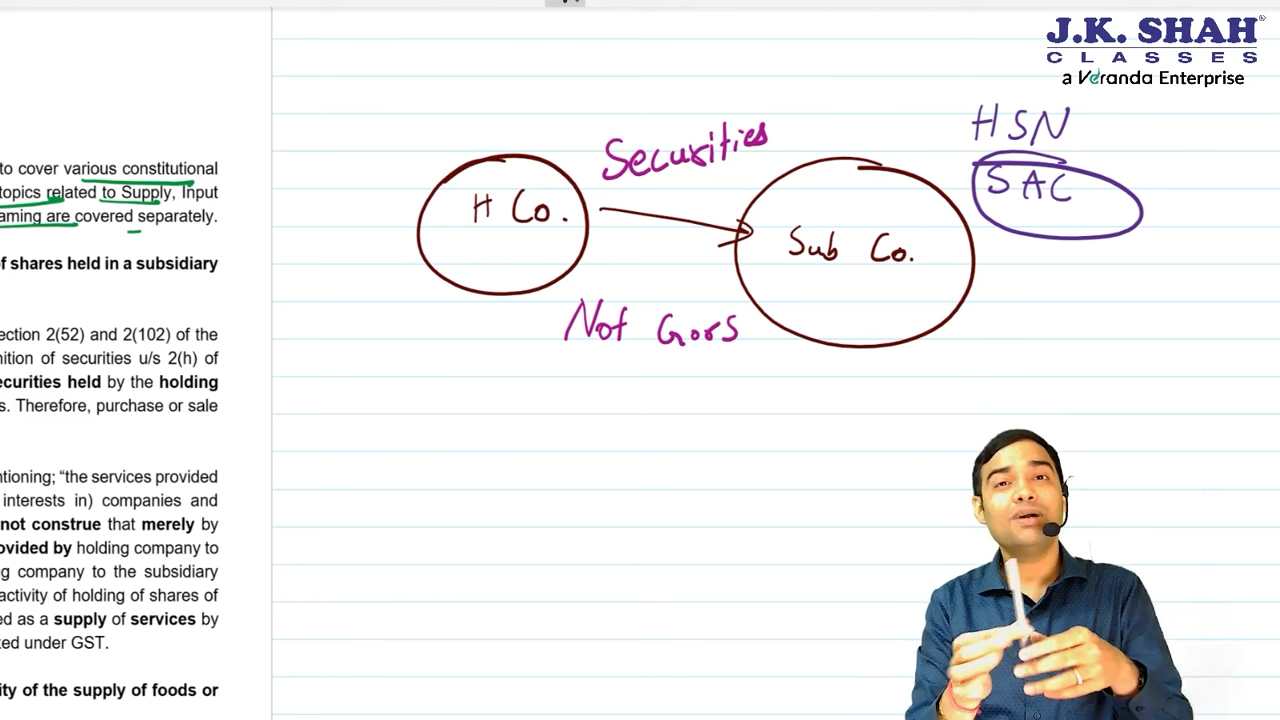 J.K. SHAH®
CLASSES
a Veranda Enterprise
to cover various constitutional
topics related to Supply, Input
aming are covered separately.
of shares held in a subsidiary
ection 2(52) and 2(102) of the
nition of securities u/s 2(h) of
ecurities held by the holding
s. Therefore, purchase or sale
ntioning; “the services provided
interests in) companies and
not construe that merely by
ovided by holding company to
ng company to the subsidiary
activity of holding of shares of
ed as a supply of services by
xed under GST.
ity of the supply of foods or
HSN
SAC
Securities
H Co.
Sub Co.
Not Goos